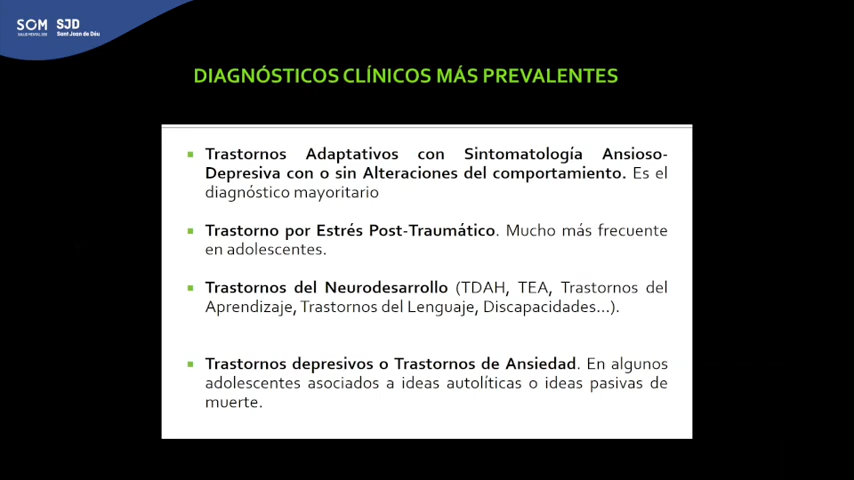 SOM
SALUD MENTAL 360
SJD
Sant Joan de Déu
DIAGNÓSTICOS CLÍNICOS MÁS PREVALENTES
Trastornos Adaptativos con Sintomatología Ansioso-
Depresiva con o sin Alteraciones del comportamiento. Es el
diagnóstico mayoritario
Trastorno por Estrés Post-Traumático. Mucho más frecuente
en adolescentes.
Trastornos del Neurodesarrollo (TDAH, TEA, Trastornos del
Aprendizaje, Trastornos del Lenguaje, Discapacidades...).
Trastornos depresivos o Trastornos de Ansiedad. En algunos
adolescentes asociados a ideas autolíticas o ideas pasivas de
muerte.